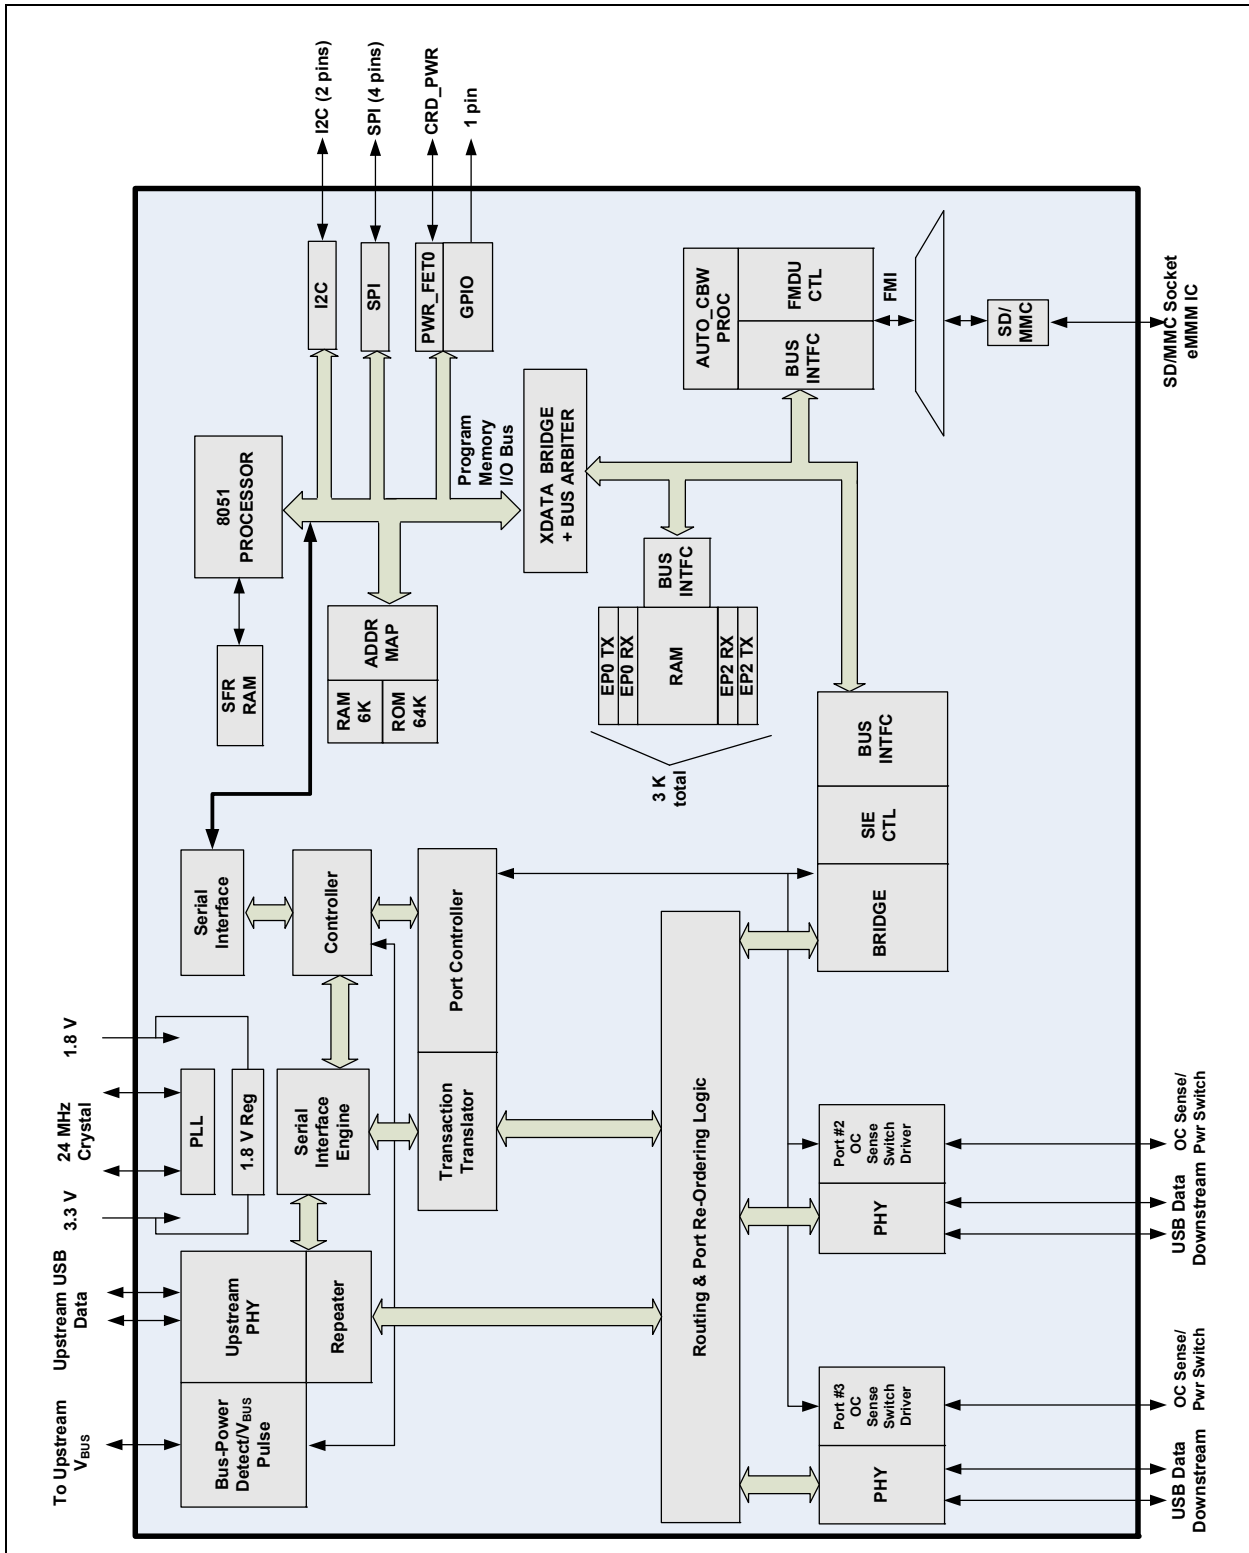 To Upstream
VBUS
Upstream USB
Data
3.3 V
24 MHz
Crystal
1.8 V
I2C (2 pins)
SPI (4 pins)
CRD_PWR
1 pin
Bus-Power
Detect/VBUS
Pulse
Upstream
PHY
Repeater
PLL
1.8 V Reg
Serial
Interface
Engine
Serial
Interface
Controller
Transaction
Translator
Port Controller
SFR
RAM
8051
PROCESSOR
RAM
6K
ROM
64K
ADDR
MAP
I2C
SPI
PWR_FET0
GPIO
Program
Memory
I/O Bus
XDATA BRIDGE
+ BUS ARBITER
3 K
total
EP0 TX
EP0 RX
RAM
EP2 RX
EP2 TX
BUS
INTFC
AUTO_CBW
PROC
BUS
INTFC
FMDU
CTL
FMI
SD/
MMC
SD/MMC Socket
eMMM IC
Routing & Port Re-Ordering Logic
BRIDGE
SIE
CTL
BUS
INTFC
PHY
Port #3
OC
Sense
Switch
Driver
PHY
Port #2
OC
Sense
Switch
Driver
USB Data
Downstream
OC Sense/
Pwr Switch
USB Data
Downstream
OC Sense/
Pwr Switch